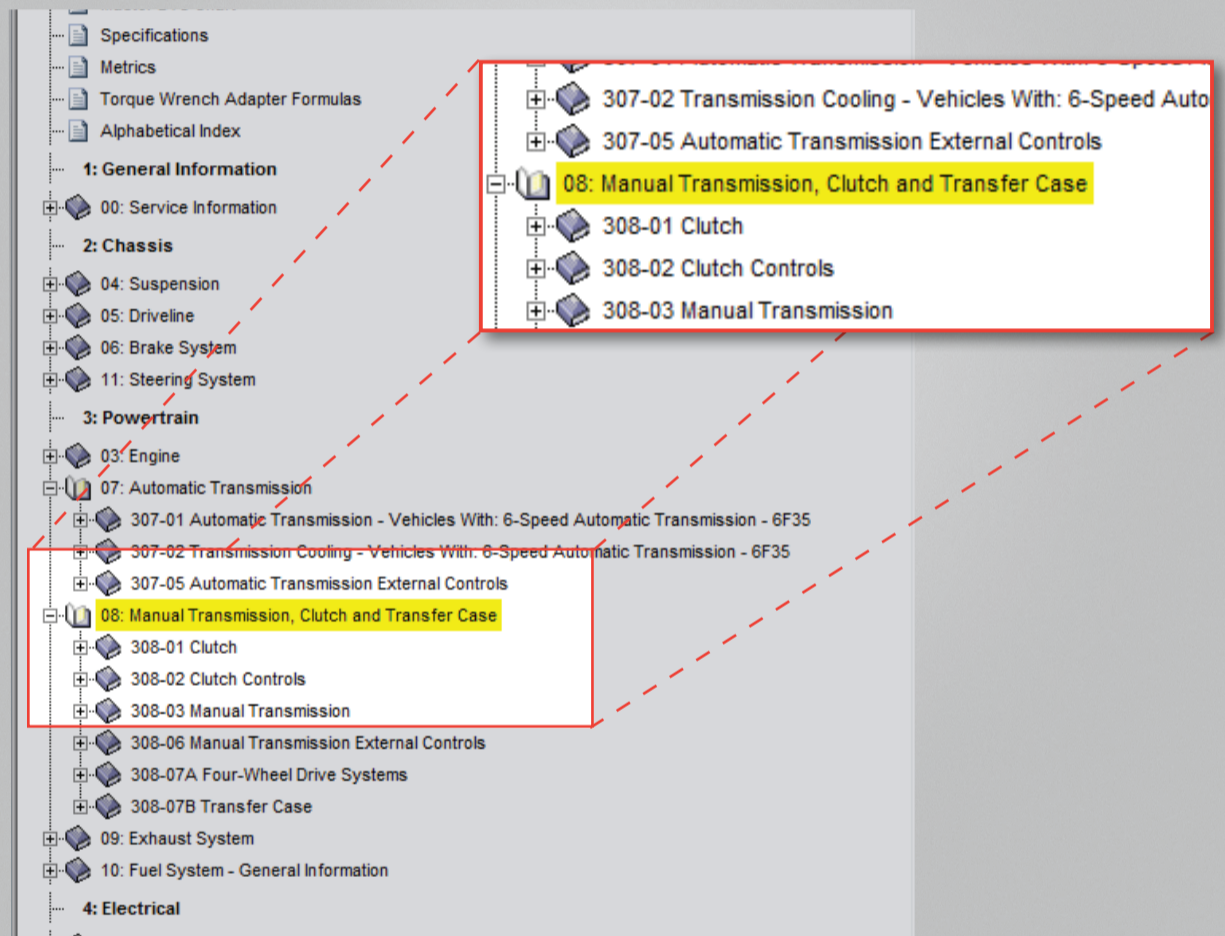 Specifications
Metrics
Torque Wrench Adapter Formulas
Alphabetical Index
1: General Information
00: Service Information
2: Chassis
04: Suspension
05: Driveline
06: Brake System
11: Steering System
3: Powertrain
03: Engine
07: Automatic Transmission
307-01 Automatic Transmission - Vehicles With: 6-Speed Automatic Transmission - 6F35
307-02 Transmission Cooling - Vehicles With: 6-Speed Automatic Transmission - 6F35
307-05 Automatic Transmission External Controls
08: Manual Transmission, Clutch and Transfer Case
308-01 Clutch
308-02 Clutch Controls
308-03 Manual Transmission
308-06 Manual Transmission External Controls
308-07A Four-Wheel Drive Systems
308-07B Transfer Case
09: Exhaust System
10: Fuel System - General Information
4: Electrical
307-02 Transmission Cooling - Vehicles With: 6-Speed Auto
307-05 Automatic Transmission External Controls
08: Manual Transmission, Clutch and Transfer Case
308-01 Clutch
308-02 Clutch Controls
308-03 Manual Transmission